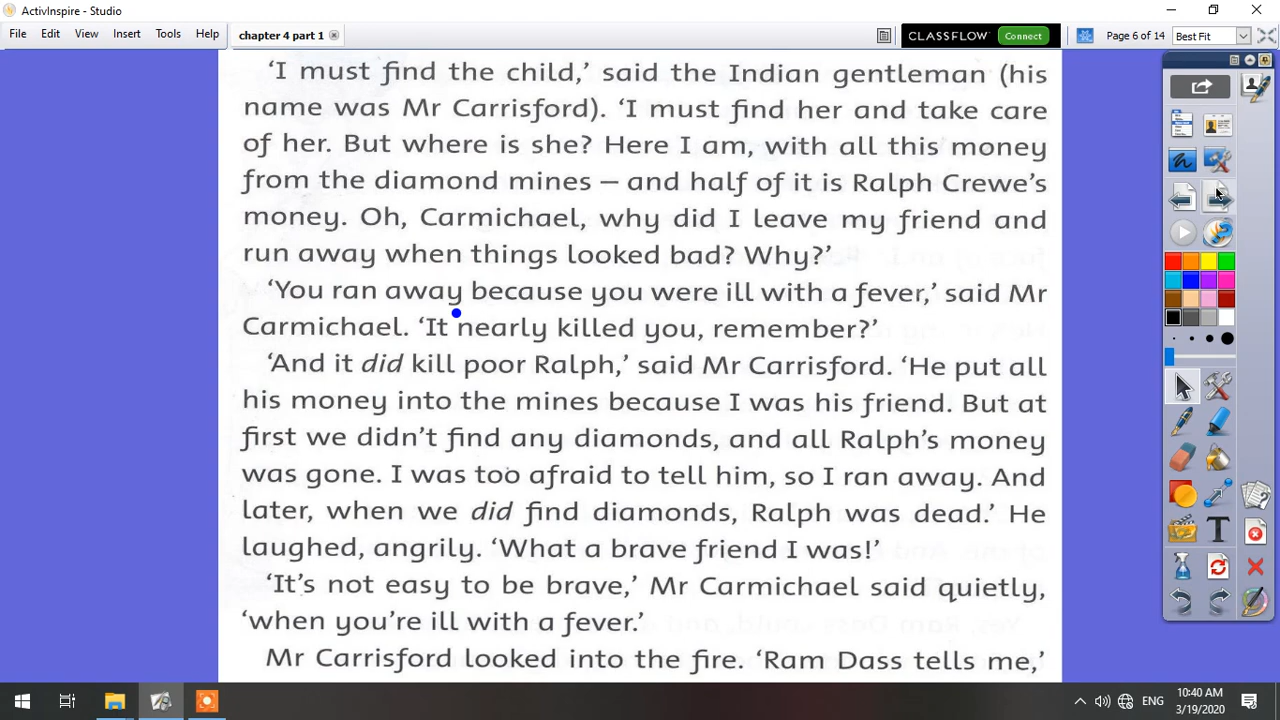 ActivInspire - Studio
File Edit View Insert Tools Help chapter 4 part 1 CLASSFLOW Connect Page 6 of 14 Best Fit
‘I must find the child,’ said the Indian gentleman (his
name was Mr Carrisford). ‘I must find her and take care
of her. But where is she? Here I am, with all this money
from the diamond mines – and half of it is Ralph Crewe’s
money. Oh, Carmichael, why did I leave my friend and
run away when things looked bad? Why?’
‘You ran away because you were ill with a fever,’ said Mr
Carmichael. ‘It nearly killed you, remember?’
‘And it did kill poor Ralph,’ said Mr Carrisford. ‘He put all
his money into the mines because I was his friend. But at
first we didn’t find any diamonds, and all Ralph’s money
was gone. I was too afraid to tell him, so I ran away. And
later, when we did find diamonds, Ralph was dead.’ He
laughed, angrily. ‘What a brave friend I was!’
‘It’s not easy to be brave,’ Mr Carmichael said quietly,
‘when you’re ill with a fever.’
Mr Carrisford looked into the fire. ‘Ram Dass tells me,’
ENG
10:40 AM
3/19/2020